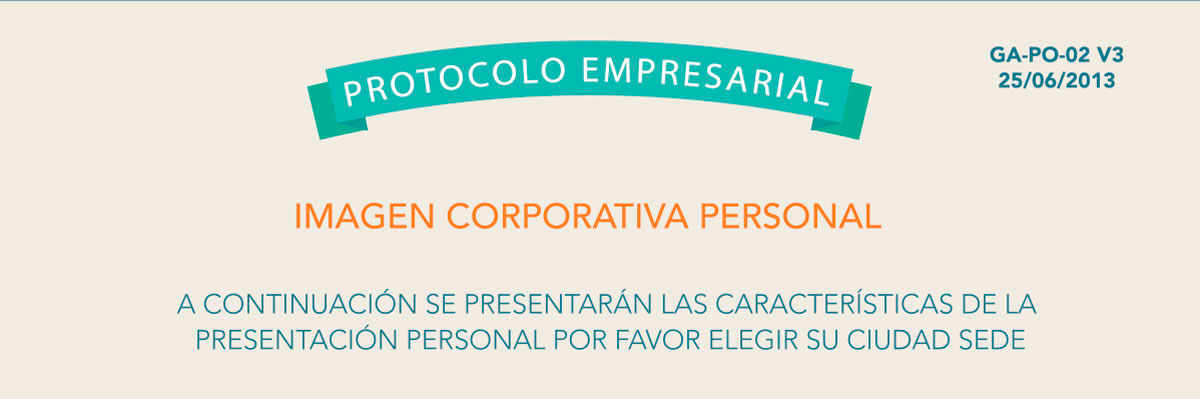 PROTOCOLO EMPRESARIAL
GA-PO-02 V3
25/06/2013
IMAGEN CORPORATIVA PERSONAL
A CONTINUACIÓN SE PRESENTARÁN LAS CARACTERÍSTICAS DE LA
PRESENTACIÓN PERSONAL POR FAVOR ELEGIR SU CIUDAD SEDE